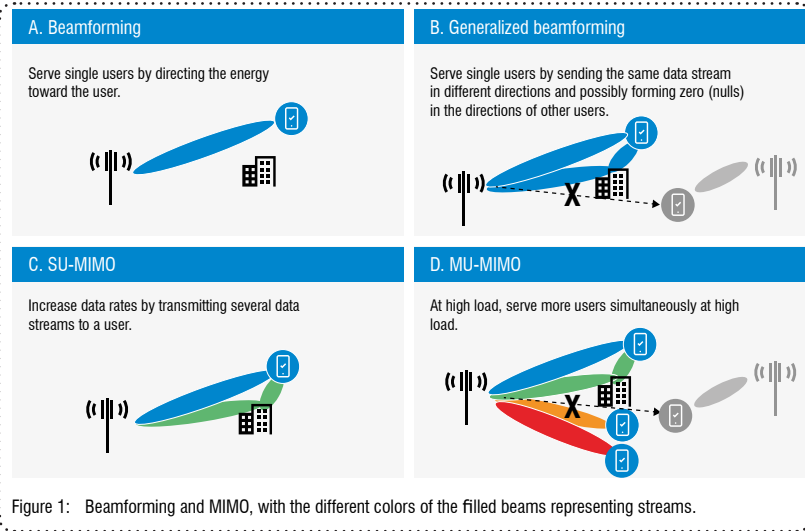 A. Beamforming
Serve single users by directing the energy
toward the user.
B. Generalized beamforming
Serve single users by sending the same data stream
in different directions and possibly forming zero (nulls)
in the directions of other users.
X
C. SU-MIMO
Increase data rates by transmitting several data
streams to a user.
D. MU-MIMO
At high load, serve more users simultaneously at high
load.
X
Figure 1: Beamforming and MIMO, with the different colors of the filled beams representing streams.